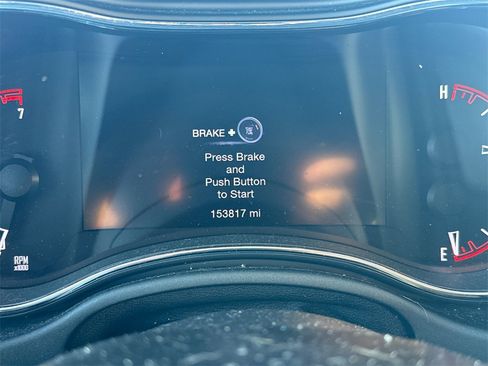 7
H
BRAKE +
Press Brake
and
Push Button
to Start
153817 mi
RPM
x1000
E